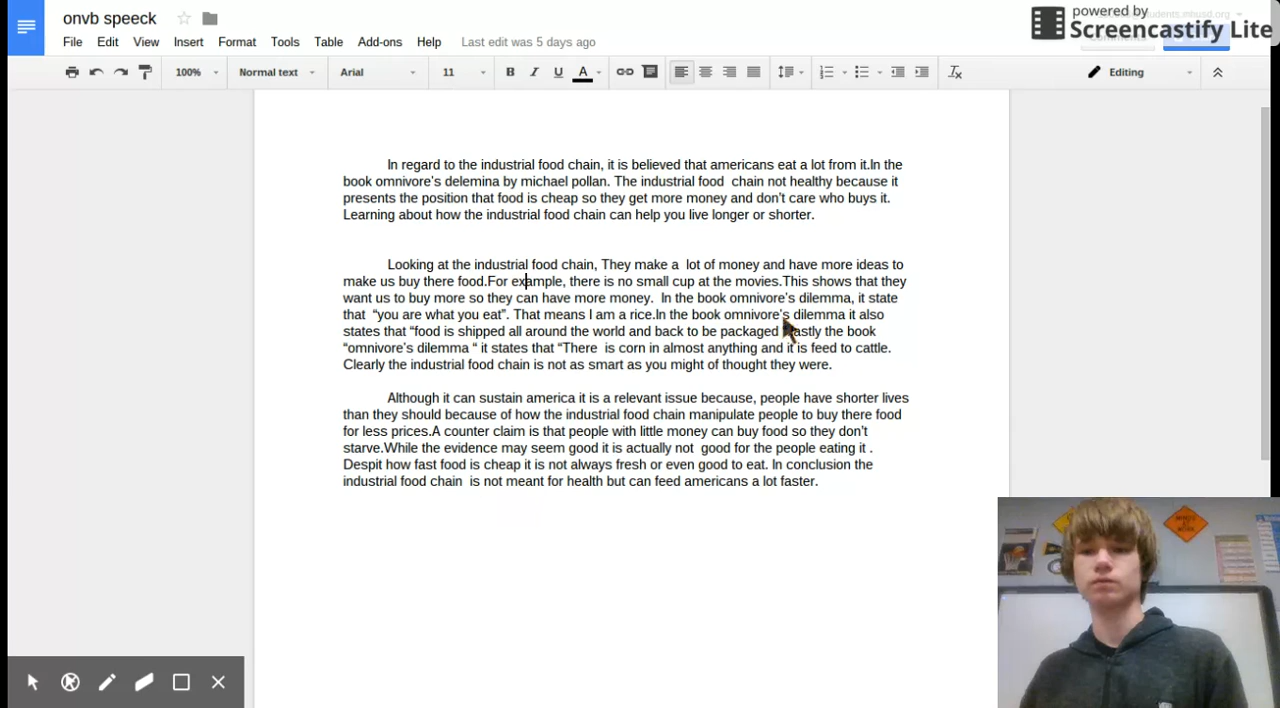 onvb speeck
powered by
Screencastify Lite
File Edit View Insert Format Tools Table Add-ons Help Last edit was 5 days ago
100% Normal text Arial 11 B I U A Editing
In regard to the industrial food chain, it is believed that americans eat a lot from it.In the
book omnivore's delemina by michael pollan. The industrial food  chain not healthy because it
presents the position that food is cheap so they get more money and don't care who buys it.
Learning about how the industrial food chain can help you live longer or shorter.
Looking at the industrial food chain, They make a  lot of money and have more ideas to
make us buy there food.For example, there is no small cup at the movies.This shows that they
want us to buy more so they can have more money.  In the book omnivore's dilemma, it state
that  “you are what you eat”. That means I am a rice.In the book omnivore's dilemma it also
states that “food is shipped all around the world and back to be packaged lastly the book
“omnivore's dilemma “ it states that “There  is corn in almost anything and it is feed to cattle.
Clearly the industrial food chain is not as smart as you might of thought they were.
Although it can sustain america it is a relevant issue because, people have shorter lives
than they should because of how the industrial food chain manipulate people to buy there food
for less prices.A counter claim is that people with little money can buy food so they don't
starve.While the evidence may seem good it is actually not  good for the people eating it .
Despit how fast food is cheap it is not always fresh or even good to eat. In conclusion the
industrial food chain  is not meant for health but can feed americans a lot faster.